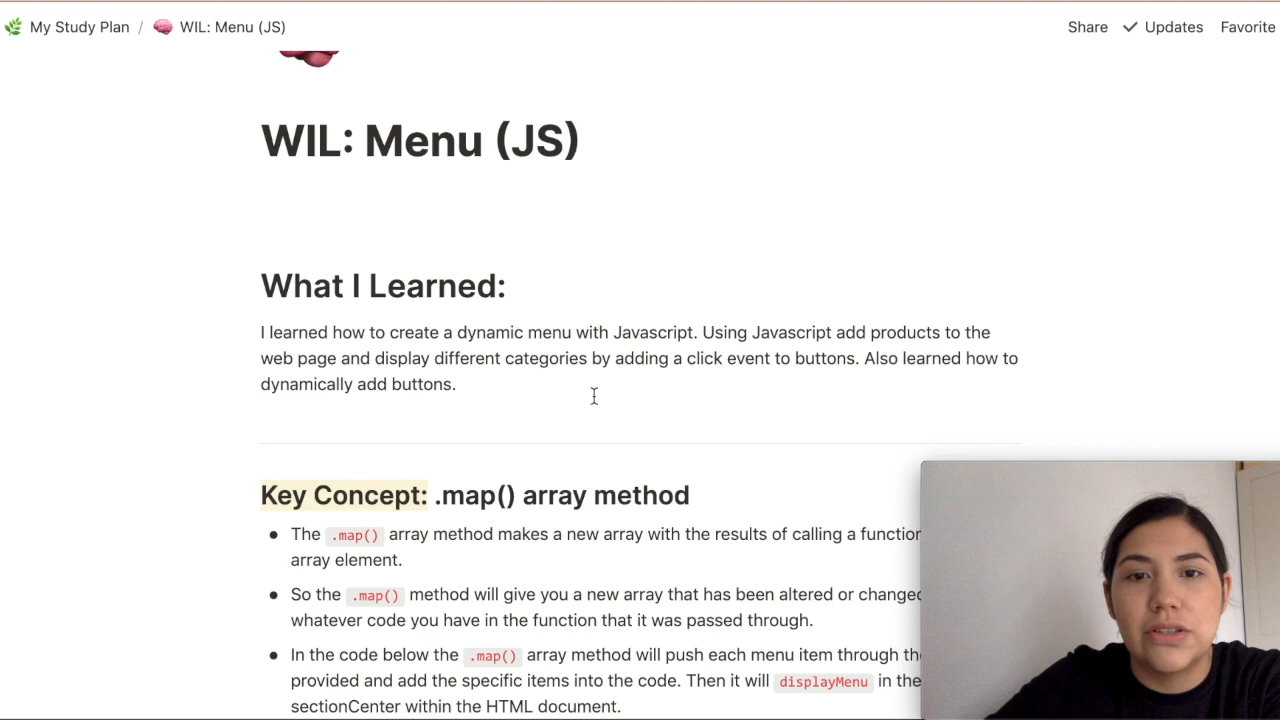 My Study Plan / WIL: Menu (JS) Share Updates Favorite
WIL: Menu (JS)
What I Learned:
I learned how to create a dynamic menu with Javascript. Using Javascript add products to the
web page and display different categories by adding a click event to buttons. Also learned how to
dynamically add buttons.
Key Concept: .map() array method
The .map() array method makes a new array with the results of calling a function
array element.
So the .map() method will give you a new array that has been altered or changed
whatever code you have in the function that it was passed through.
In the code below the .map() array method will push each menu item through
provided and add the specific items into the code. Then it will displayMenu in the
sectionCenter within the HTML document.